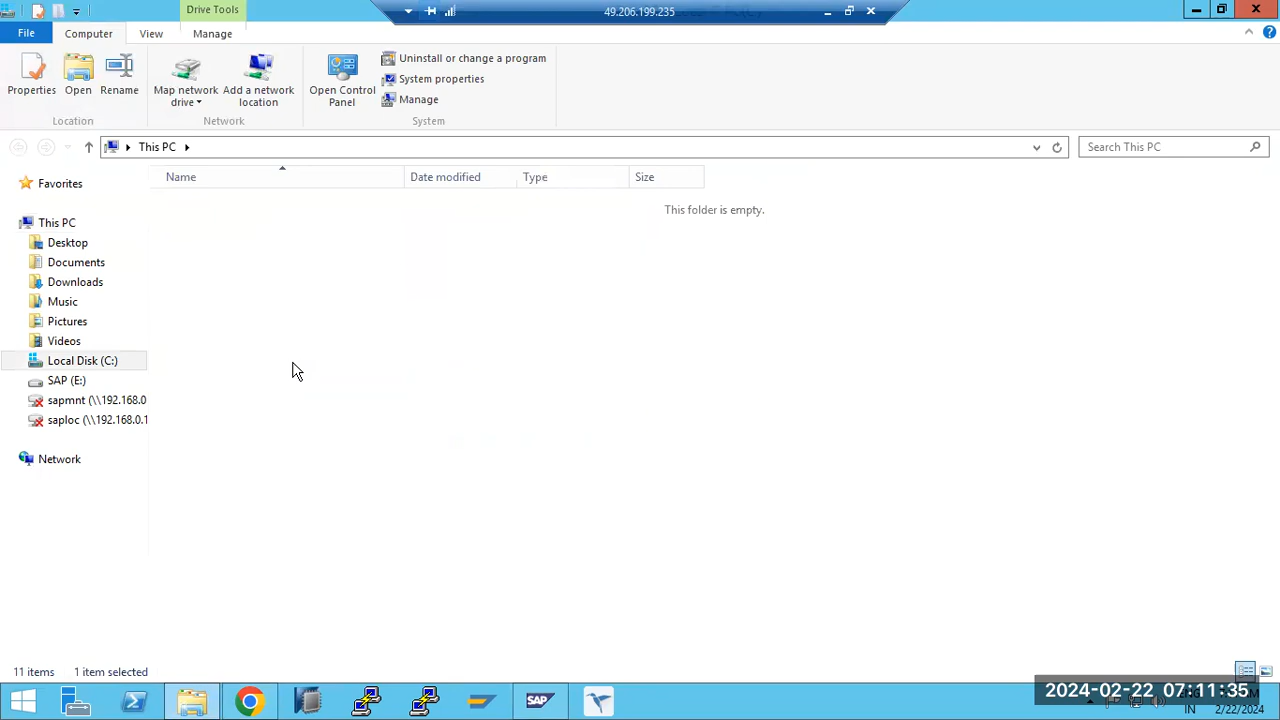 Drive Tools
49.206.199.235
File
Computer
View
Manage
Properties
Open
Rename
Map network drive
Add a network location
Open Control Panel
Uninstall or change a program
System properties
Manage
Location
Network
System
This PC
Search This PC
Name
Date modified
Type
Size
This folder is empty.
Favorites
This PC
Desktop
Documents
Downloads
Music
Pictures
Videos
Local Disk (C:)
SAP (E:)
sapmnt (\\192.168.0
saploc (\\192.168.0.1
Network
11 items
1 item selected
SAP
2024-02-22 07:11:35
IN
2/22/2024